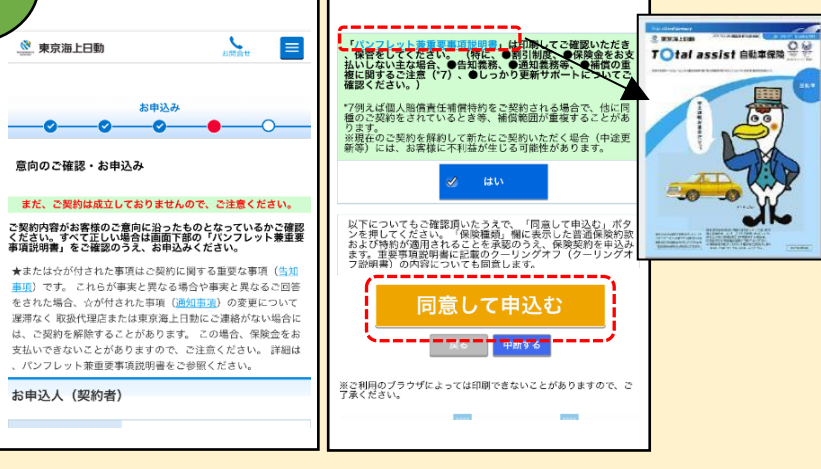 東京海上日動
お問合せ
お申込み
意向のご確認・お申込み
まだ、ご契約は成立しておりませんので、ご注意ください。
ご契約内容がお客様のご意向に沿ったものとなっているかご確認
ください。すべて正しい場合は画面下部の「パンフレット兼重要
事項説明書」をご確認のうえ、お申込みください。
★または☆が付された事項はご契約に関する重要な事項（告知
事項）です。 これらが事実と異なる場合や事実と異なるご回答
をされた場合、☆が付された事項（通知事項）の変更について
遅滞なく 取扱代理店または東京海上日動にご連絡がない場合に
は、ご契約を解除することがあります。 この場合、保険金をお
支払いできないことがありますので、ご注意ください。 詳細は
、パンフレット兼重要事項説明書をご参照ください。
お申込人（契約者）
「パンフレット兼重要事項説明書」は印刷してご確認いただき
、保管をしてください。（特に、●割引制度、●保険金をお支
払いしない主な場合、●告知義務、●通知義務等、●補償の重
複に関するご注意（*7）、●しっかり更新サポートについてご
確認ください。）
*7例えば個人賠償責任補償特約をご契約される場合で、他に同
種のご契約をされているとき等、補償範囲が重複することがあ
ります。
※現在のご契約を解約して新たにご契約いただく場合（中途更
新等）には、お客様に不利益が生じる可能性があります。
はい
以下についてもご確認頂いたうえで、「同意して申込む」ボタ
ンを押してください。「保険種類」欄に表示した普通保険約款
および特約が適用されることを承認のうえ、保険契約を申込み
ます。重要事項説明書に記載のクーリングオフ（クーリングオ
フ説明書）の内容についても同意します。
同意して申込む
戻る
中断する
※ご利用のブラウザによっては印刷できないことがありますので、ご
了承ください。
東京海上日動
TOtal assist 自動車保険